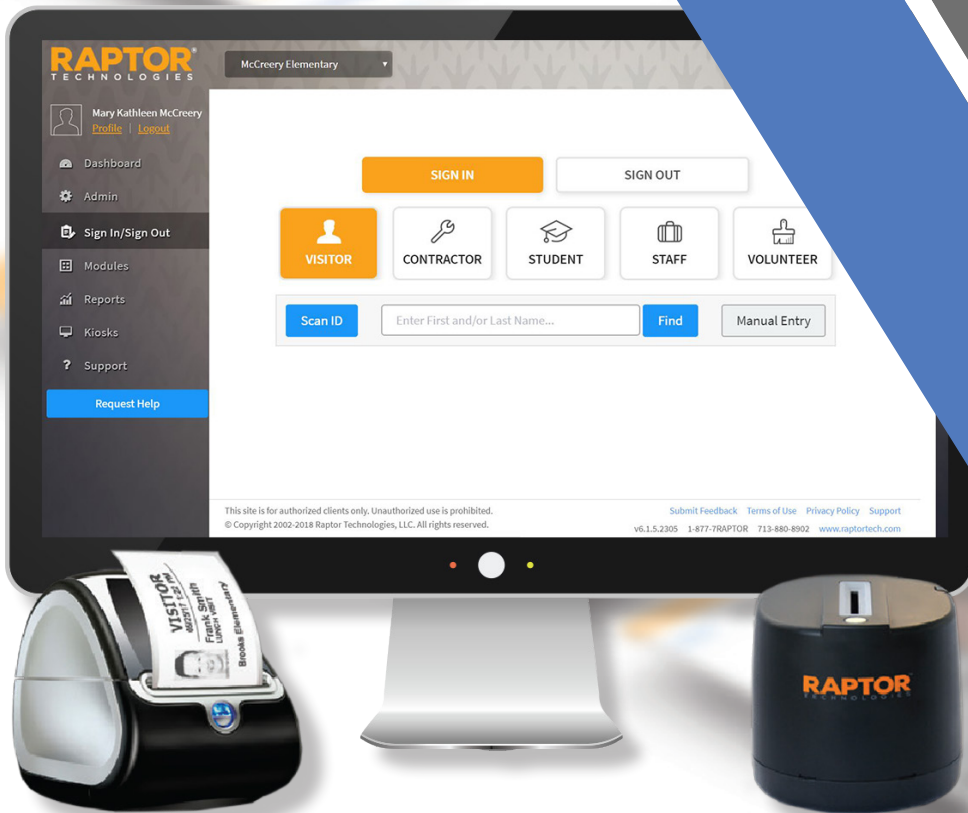 RAPTOR®
TECHNOLOGIES
McCreery Elementary
Mary Kathleen McCreery
Profile | Logout
Dashboard
Admin
Sign In/Sign Out
Modules
Reports
Kiosks
? Support
Request Help
SIGN IN
SIGN OUT
VISITOR
CONTRACTOR
STUDENT
STAFF
VOLUNTEER
Scan ID
Enter First and/or Last Name...
Find
Manual Entry
This site is for authorized clients only. Unauthorized use is prohibited.
© Copyright 2002-2018 Raptor Technologies, LLC. All rights reserved.
Submit Feedback Terms of Use Privacy Policy Support
v6.1.5.2305 1-877-7RAPTOR 713-880-8902 www.raptortech.com
VISITOR
Frank Smith
LUNCH VISIT
Brooks Elementary
RAPTOR
TECHNOLOGIES